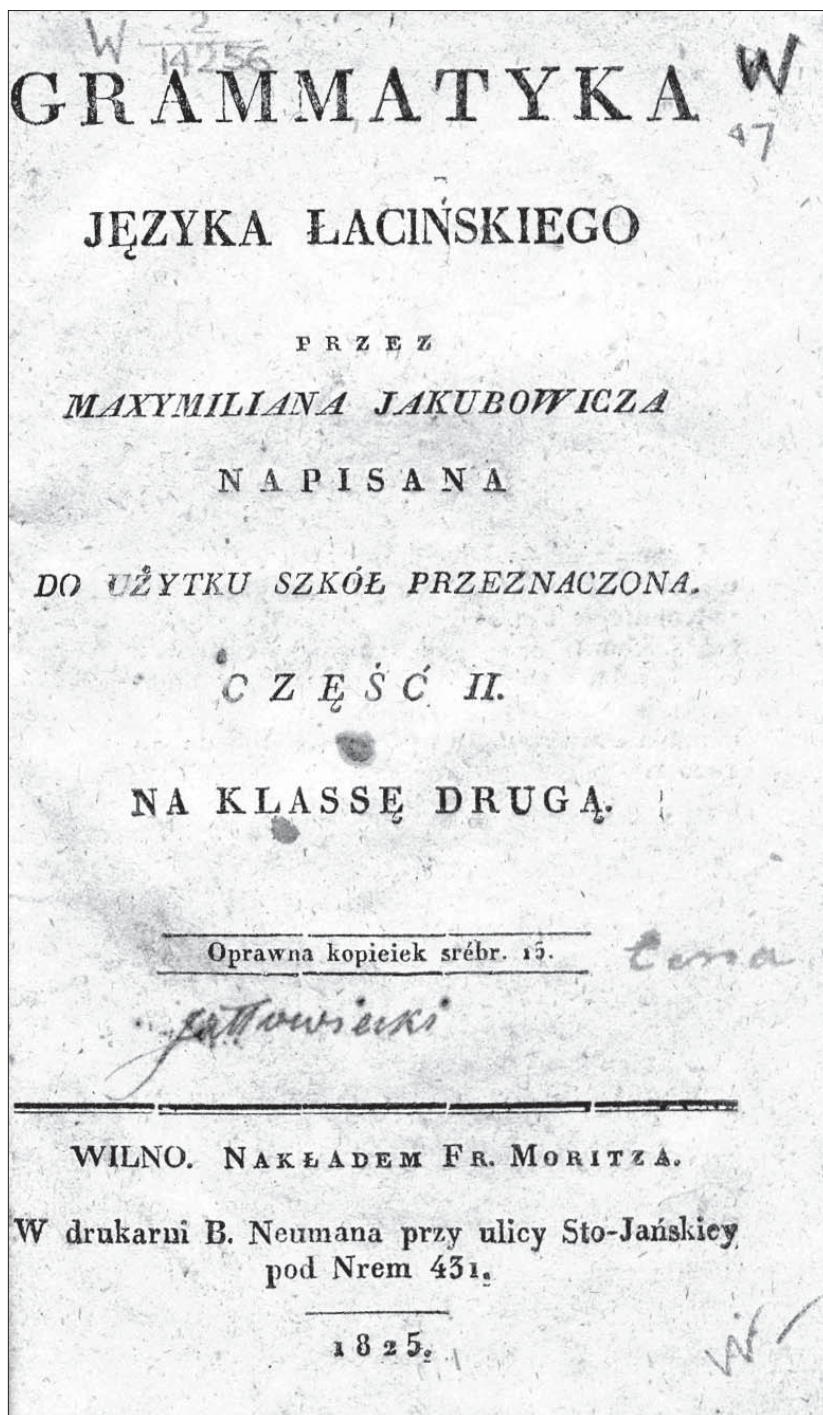 W 2
14256
GRAMMATYKA W
47
JĘZYKA ŁACIŃSKIEGO
PRZEZ
MAXYMILIANA JAKUBOWICZA
NAPISANA
DO UŻYTKU SZKÓŁ PRZEZNACZONA.
CZĘŚĆ II.
NA KLASSĘ DRUGĄ.
Oprawna kopieiek srébr. 15.
WILNO. NAKŁADEM FR. MORITZA.
W drukarni B. Neumana przy ulicy Sto-Jańskiey
pod Nrem 431.
1825.